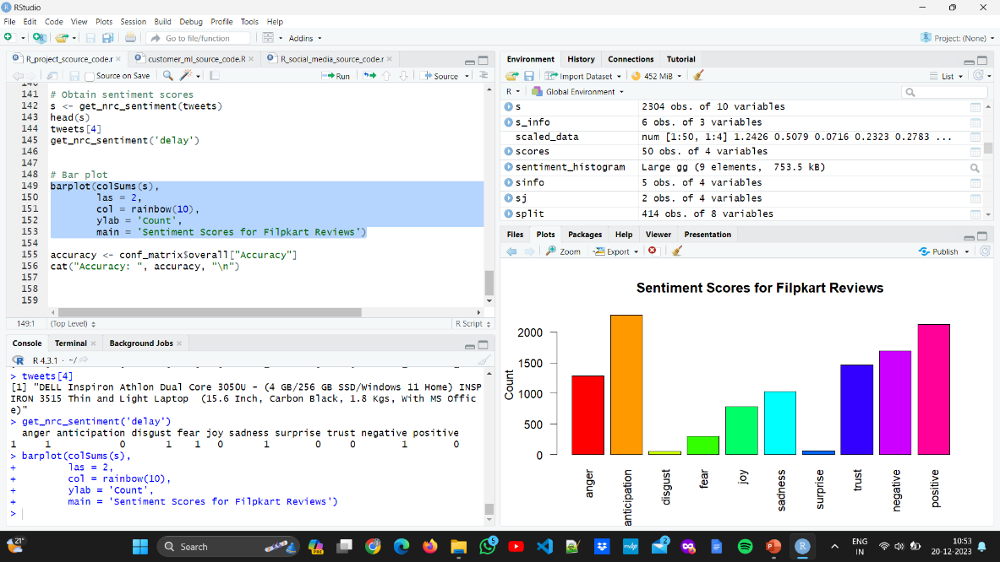 RStudio
File Edit Code View Plots Session Build Debug Profile Tools Help
Go to file/function Addins Project: (None)
R_project_scource_code.r customer_ml_source_code.R R_social_media_source_code.r
Source on Save Run Source
141 # Obtain sentiment scores
142 s <- get_nrc_sentiment(tweets)
143 head(s)
144 tweets[4]
145 get_nrc_sentiment('delay')
146
147
148 # Bar plot
149 barplot(colSums(s),
150 las = 2,
151 col = rainbow(10),
152 ylab = 'Count',
153 main = 'Sentiment Scores for Filpkart Reviews')
154
155 accuracy <- conf_matrix$overall["Accuracy"]
156 cat("Accuracy: ", accuracy, "\n")
157
158
159
149:1 (Top Level) R Script
Console Terminal Background Jobs
R 4.3.1 · ~/
> tweets[4]
[1] "DELL Inspiron Athlon Dual Core 3050U - (4 GB/256 GB SSD/Windows 11 Home) INSP
IRON 3515 Thin and Light Laptop (15.6 Inch, Carbon Black, 1.8 Kgs, With MS Offic
e)"
> get_nrc_sentiment('delay')
anger anticipation disgust fear joy sadness surprise trust negative positive
1 1 0 1 1 0 1 0 0 1 0
> barplot(colSums(s),
+ las = 2,
+ col = rainbow(10),
+ ylab = 'Count',
+ main = 'Sentiment Scores for Filpkart Reviews')
>
Environment History Connections Tutorial
Import Dataset 452 MiB List
R Global Environment
s 2304 obs. of 10 variables
s_info 6 obs. of 3 variables
scaled_data num [1:50, 1:4] 1.2426 0.5079 0.0716 0.2323 0.2783 ...
scores 50 obs. of 4 variables
sentiment_histogram Large gg (9 elements, 753.5 kB)
sinfo 5 obs. of 4 variables
sj 2 obs. of 4 variables
split 414 obs. of 8 variables
Files Plots Packages Help Viewer Presentation
Zoom Export Publish
Sentiment Scores for Filpkart Reviews
Count
2000
1500
1000
500
0
anger anticipation disgust fear joy sadness surprise trust negative positive
21° Search PRE 5 2 ENG
IN
10:53
20-12-2023